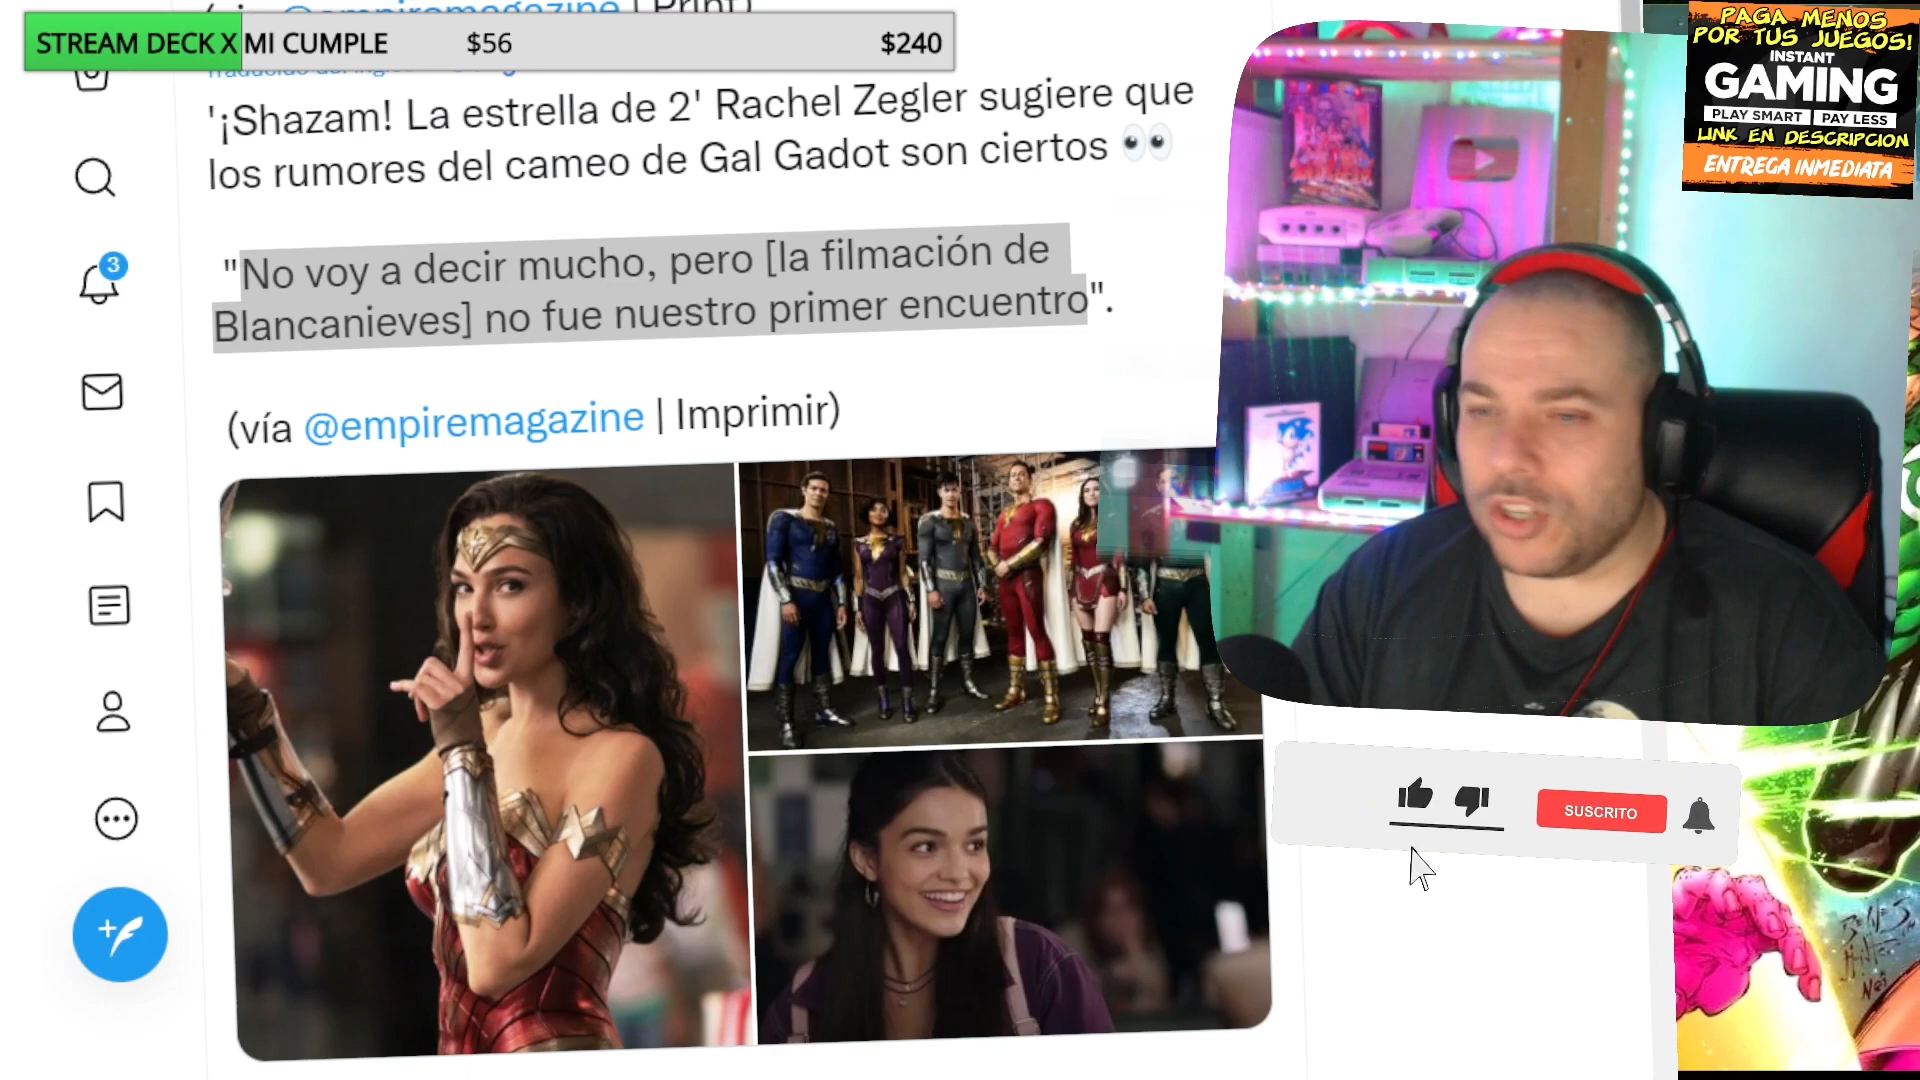 (vía @empiremagazine | Print)
STREAM DECK X MI CUMPLE $56 $240
'¡Shazam! La estrella de 2' Rachel Zegler sugiere que
los rumores del cameo de Gal Gadot son ciertos 👀
"No voy a decir mucho, pero [la filmación de
Blancanieves] no fue nuestro primer encuentro".
(vía @empiremagazine | Imprimir)
3
PAGA MENOS
POR TUS JUEGOS!
INSTANT
GAMING
PLAY SMART | PAY LESS
LINK EN DESCRIPCION
ENTREGA INMEDIATA
SUSCRITO